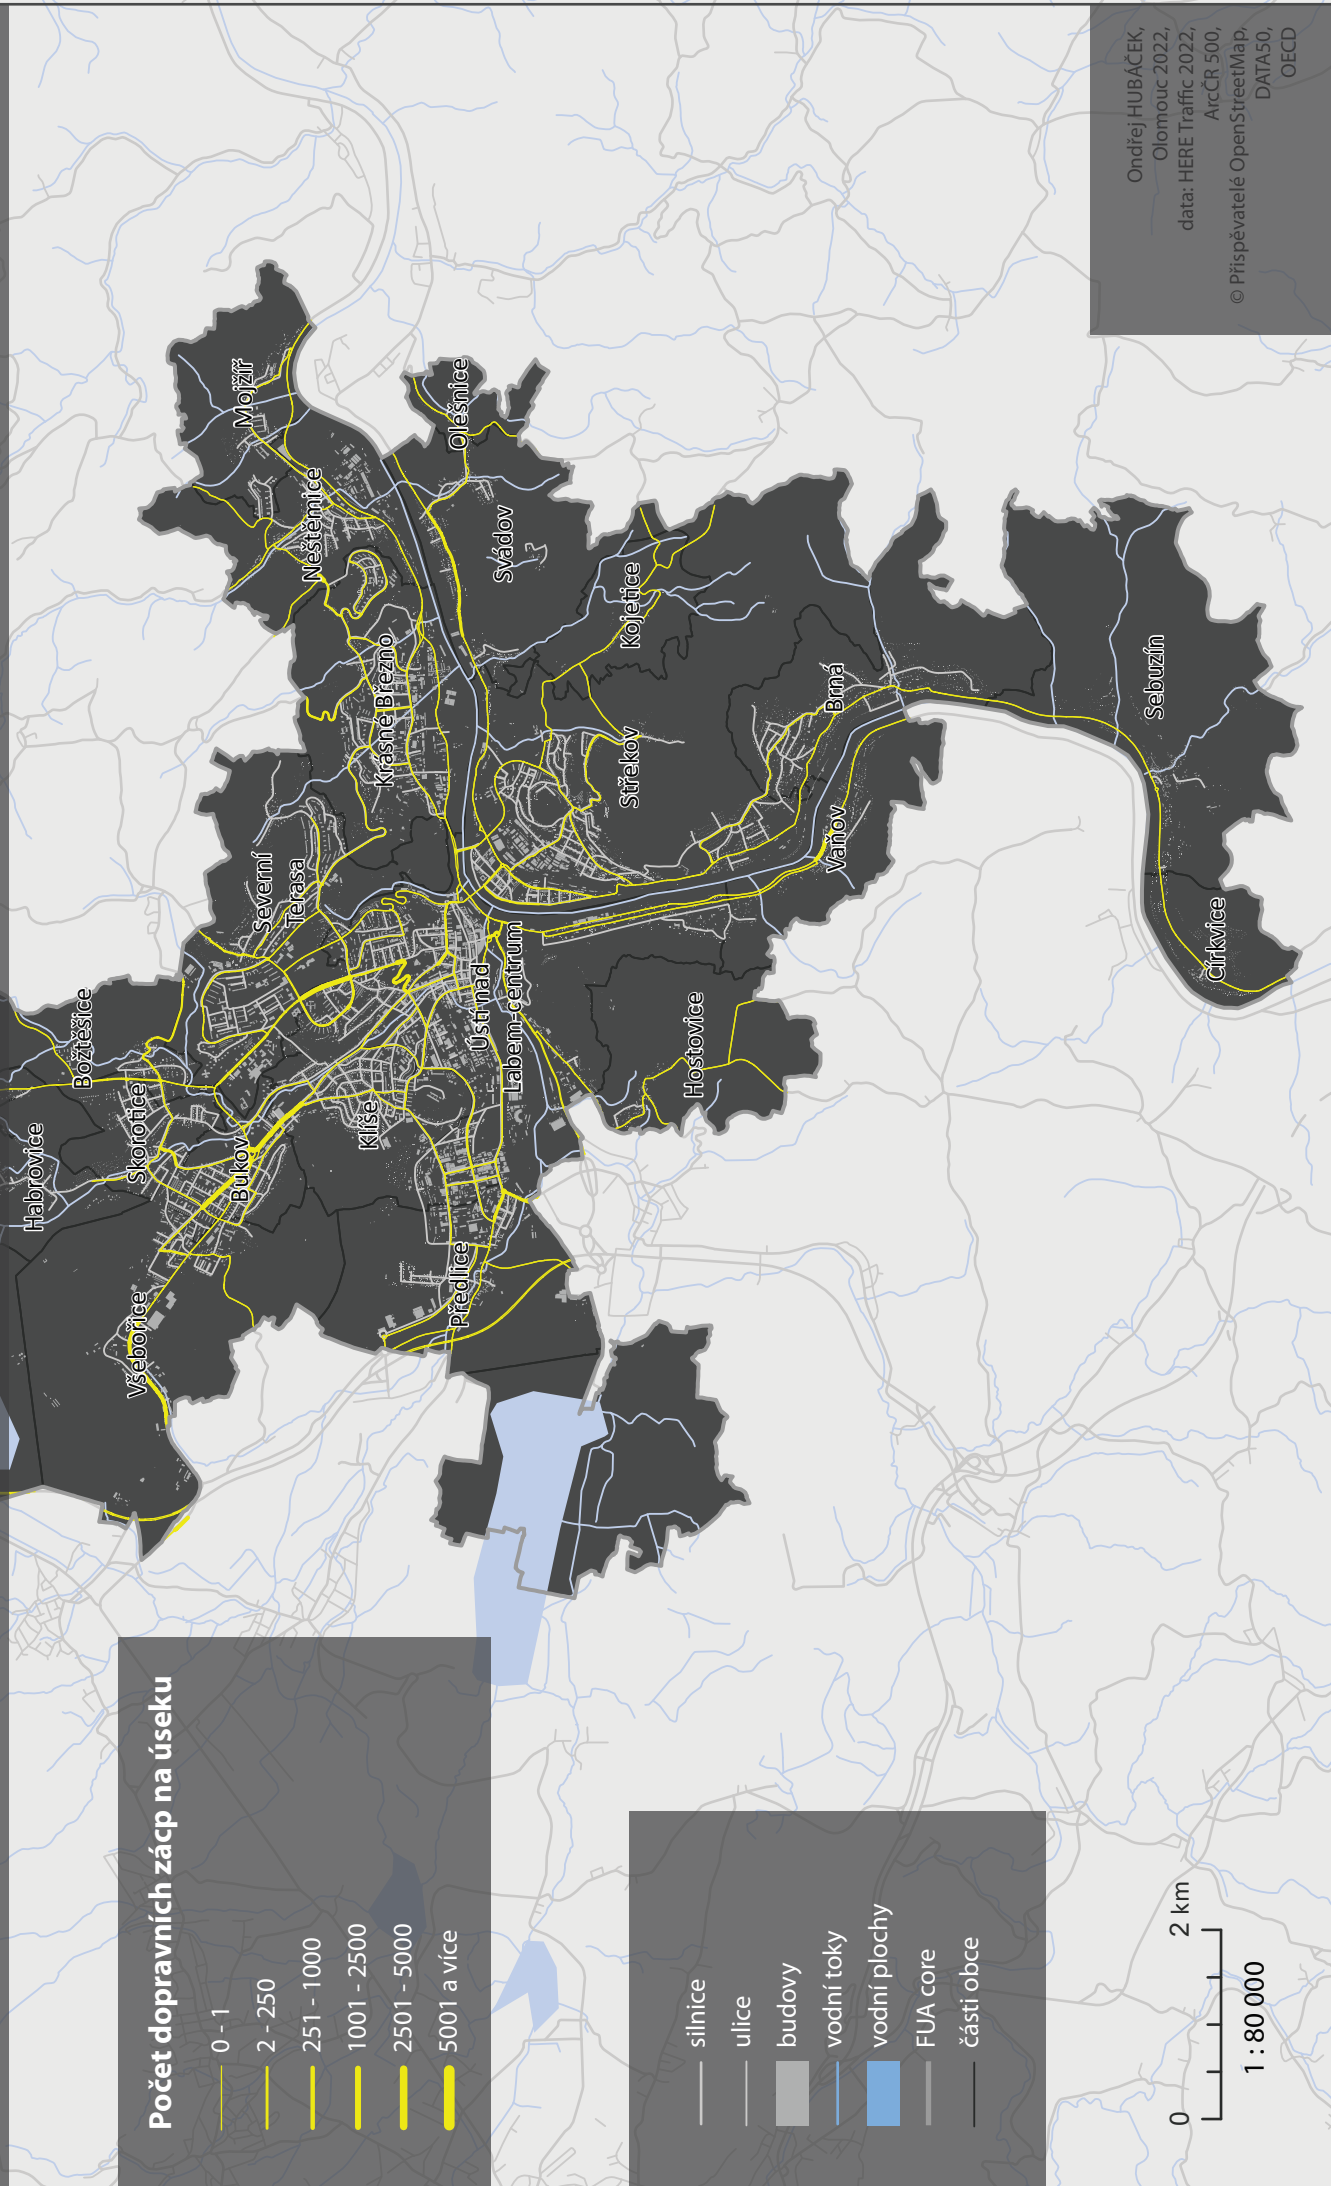 Habrovice
Božtěšice
Skorotice
Všebořice
Bukov
Severní
Terasa
Mojžíř
Neštěmice
Krásné Březno
Klíše
Předlice
Olešnice
Ústí nad
Labem-centrum
Svádov
Kojetice
Střekov
Hostovice
Brná
Vaňov
Sebuzín
Církvice
Počet dopravních zácp na úseku
0 - 1
2 - 250
251 - 1000
1001 - 2500
2501 - 5000
5001 a více
silnice
ulice
budovy
vodní toky
vodní plochy
FUA core
části obce
0 2 km
1 : 80 000
Ondřej HUBÁČEK,
Olomouc 2022,
data: HERE Traffic 2022,
ArcČR 500,
© Přispěvatelé OpenStreetMap,
DATA50,
OECD